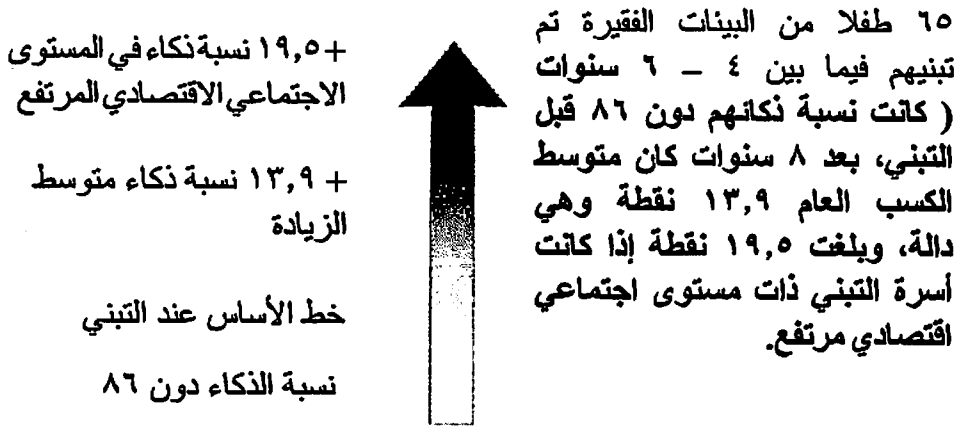 ٦٥ طفلا من البيئات الفقيرة تم
تبنيهم فيما بين ٤ – ٦ سنوات
( كانت نسبة ذكائهم دون ٨٦ قبل
التبني، بعد ٨ سنوات كان متوسط
الكسب العام ١٣,٩ نقطة وهي
دالة، وبلغت ١٩,٥ نقطة إذا كانت
أسرة التبني ذات مستوى اجتماعي
اقتصادي مرتفع.
+ ١٩,٥ نسبة ذكاء في المستوى
الاجتماعي الاقتصادي المرتفع
+ ١٣,٩ نسبة ذكاء متوسط
الزيادة
خط الأساس عند التبني
نسبة الذكاء دون ٨٦